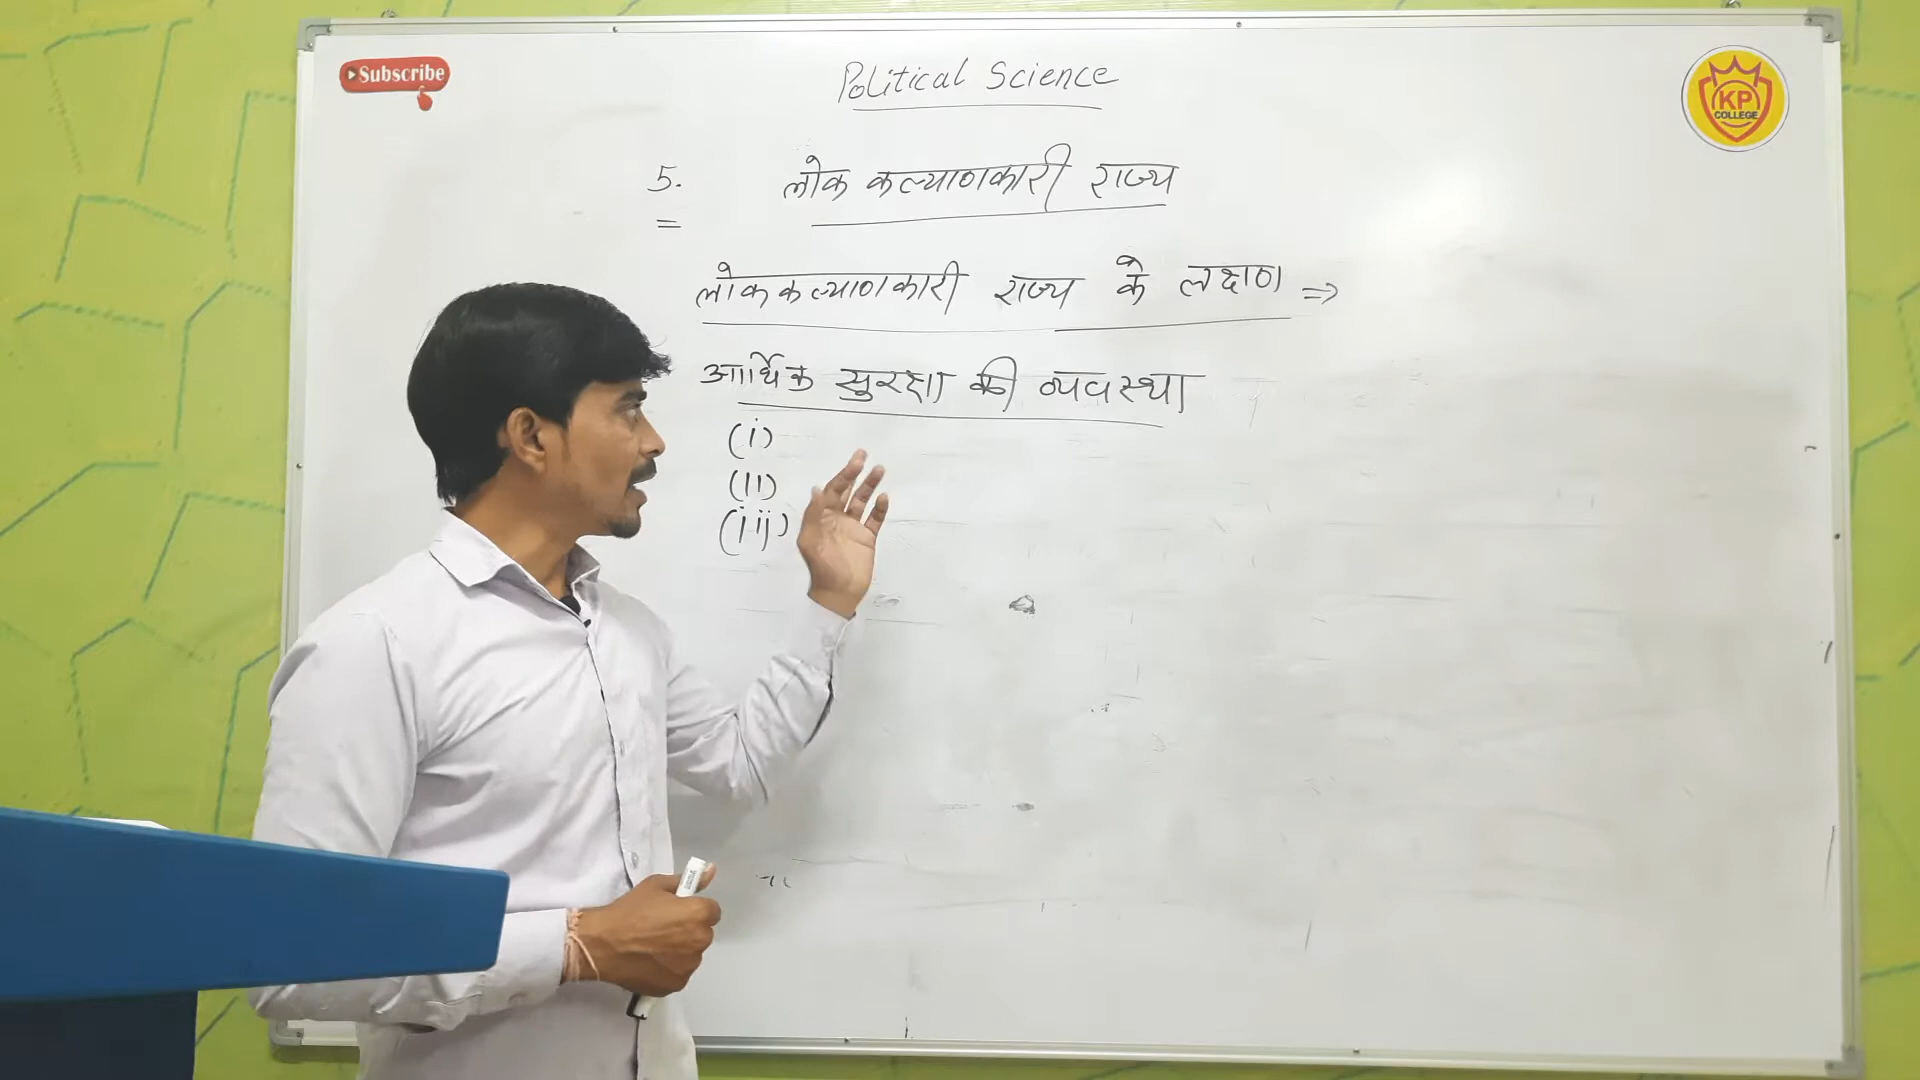 Subscribe
Political Science
KP
COLLEGE
5. लोक कल्याणकारी राज्य
=
लोककल्याणकारी राज्य के लक्षण ⇒
आर्थिक सुरक्षा की व्यवस्था
(i)
(ii)
(iii)